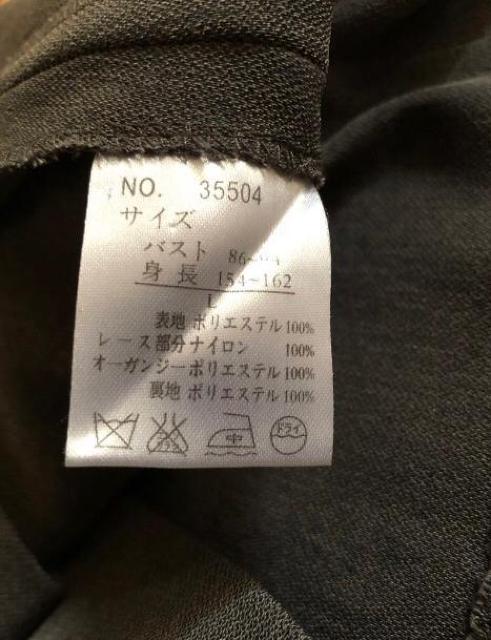 NO. 35504
サイズ
バスト
身長 154~162
L
表地 ポリエステル100%
レース部分ナイロン 100%
オーガンジーポリエステル100%
裏地 ポリエステル100%
中 ドライ